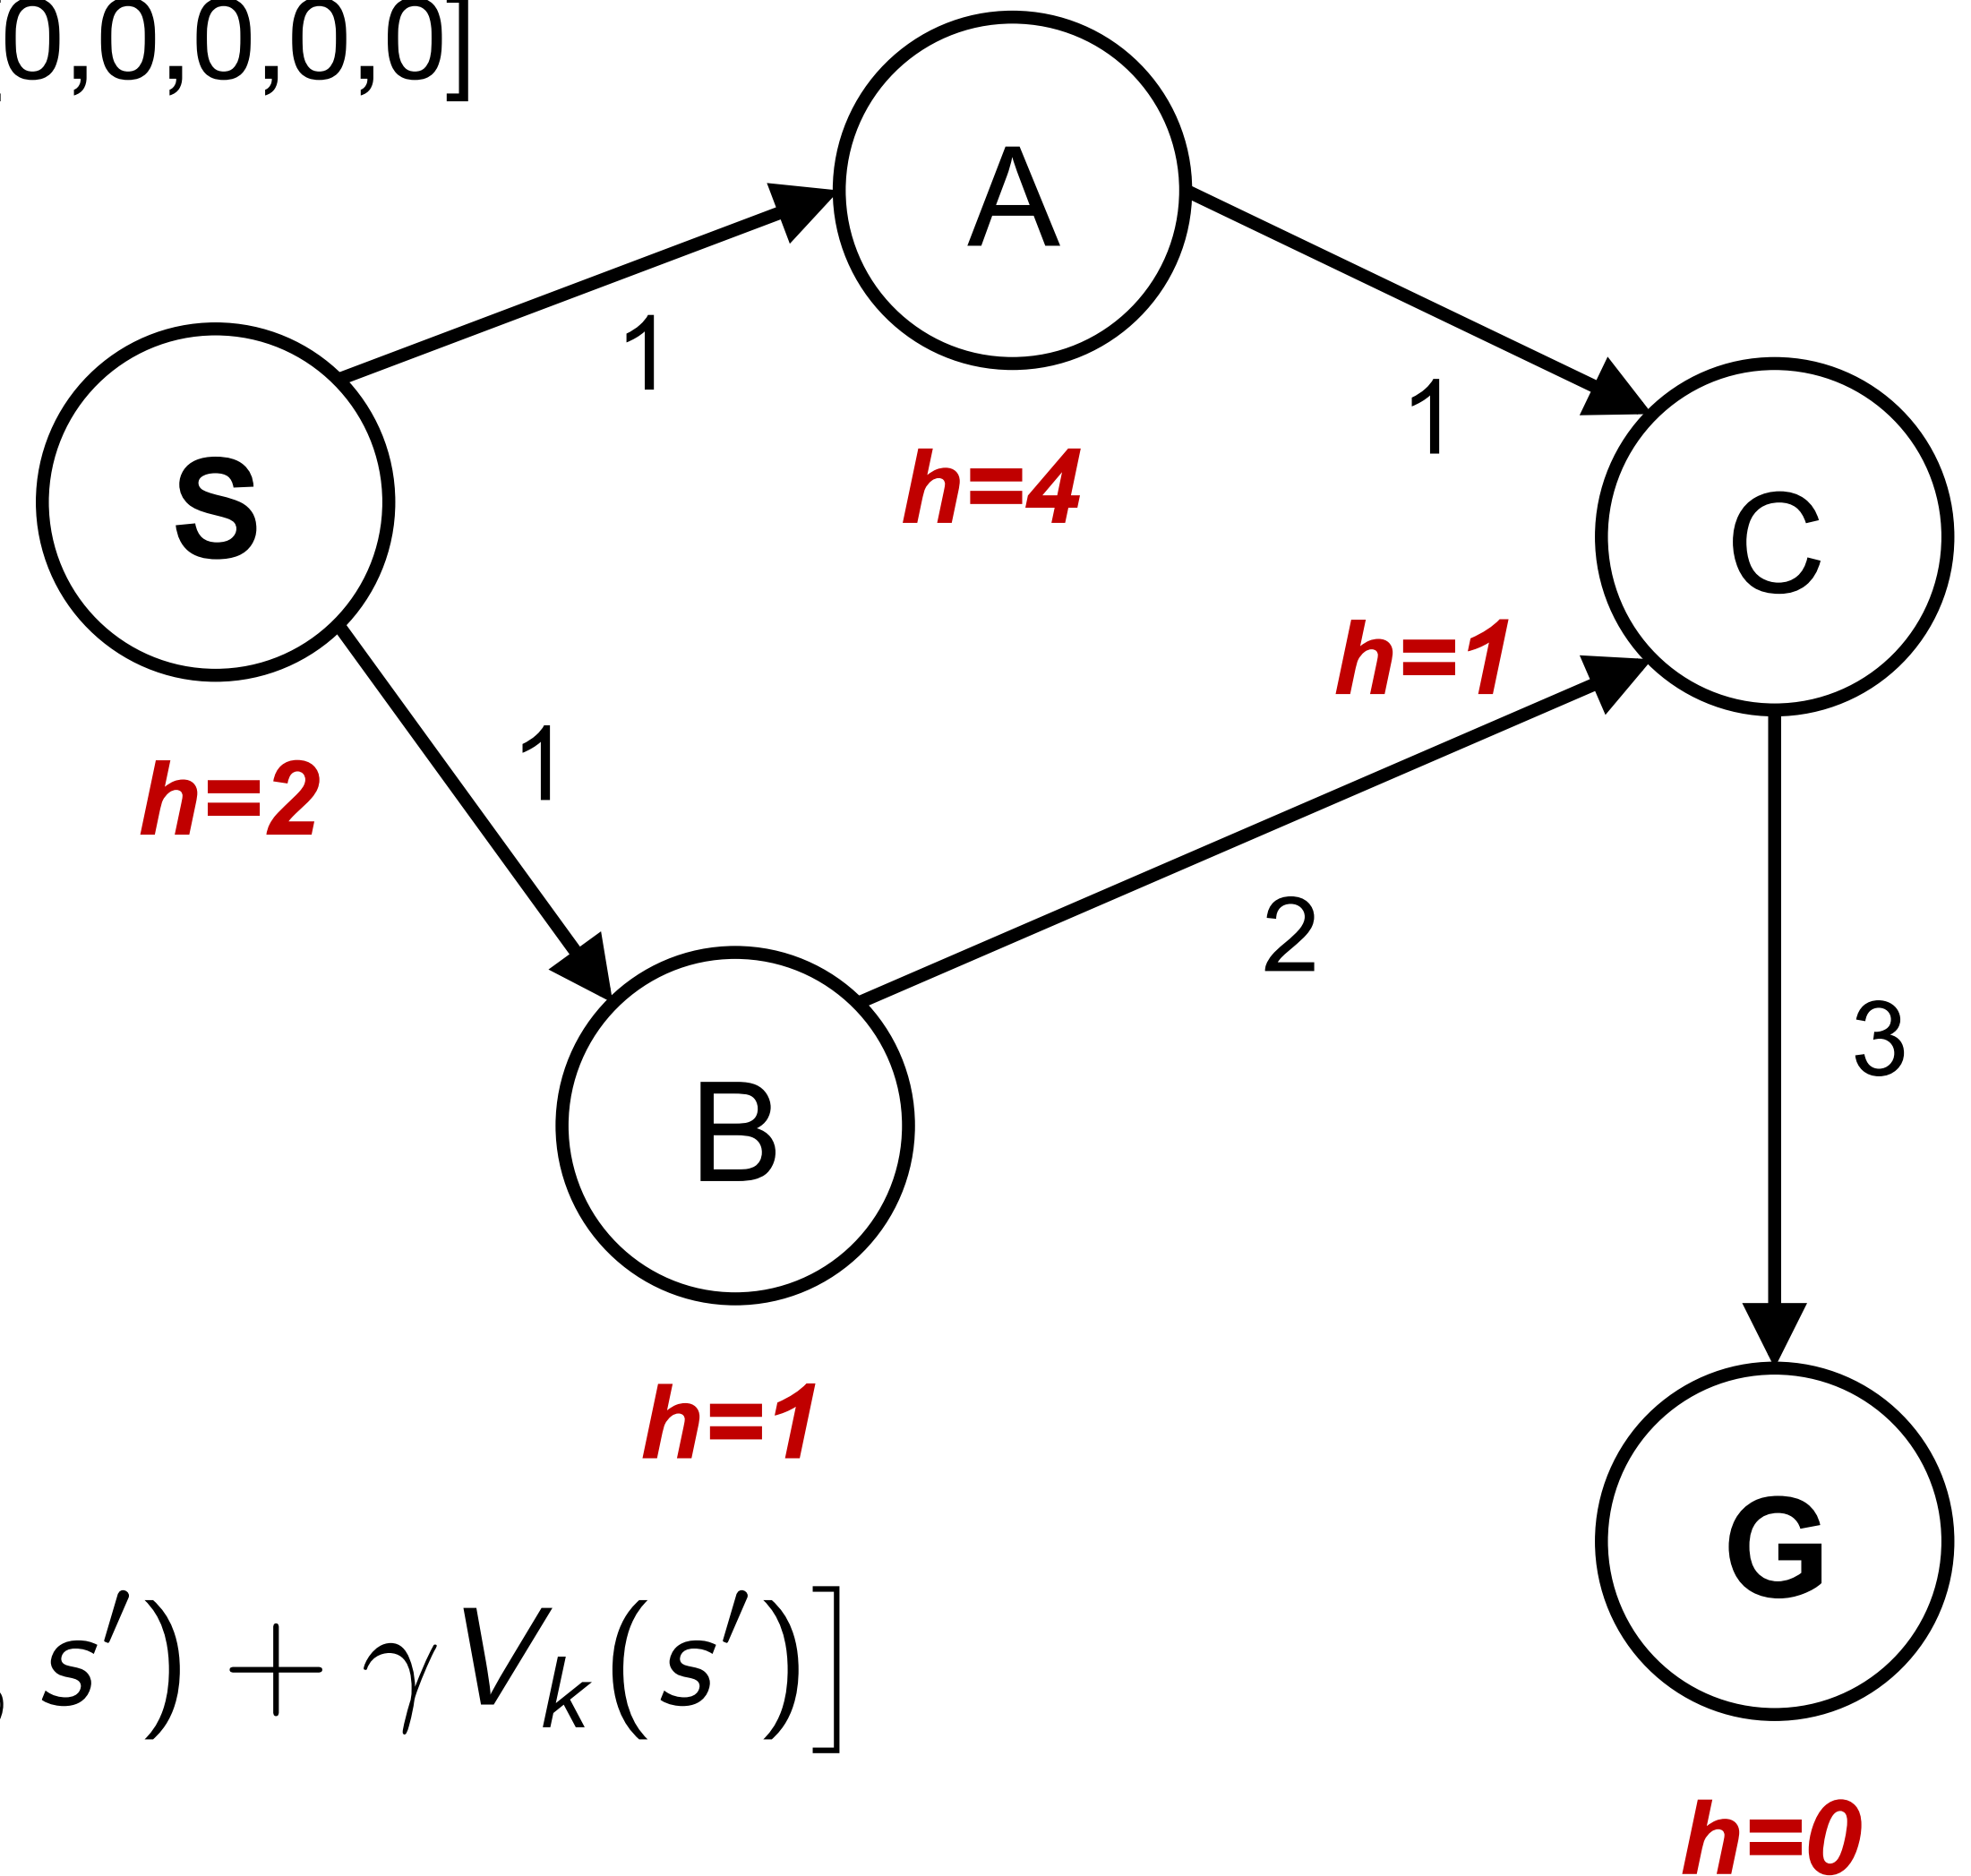 0,0,0,0,0]
A
1
1
h=4
S
C
h=1
1
h=2
2
3
B
h=1
G
, s′) + γVk(s′)]
h=0